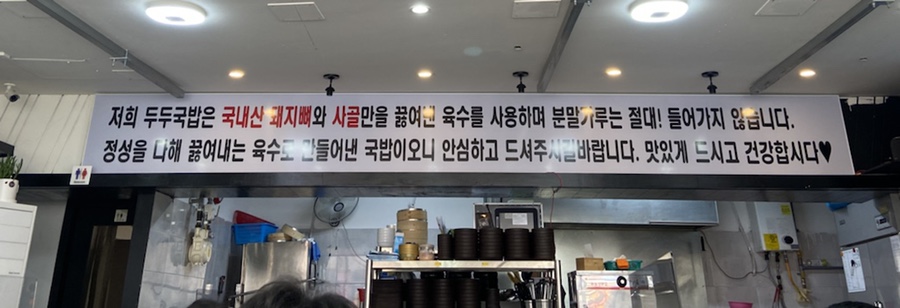 저희 두두국밥은 국내산 돼지뼈와 사골만을 끓여낸 육수를 사용하며 분말가루는 절대! 들어가지 않습니다.
정성을 다해 끓여내는 육수로 만들어낸 국밥이오니 안심하고 드셔주시길바랍니다. 맛있게 드시고 건강합시다♥